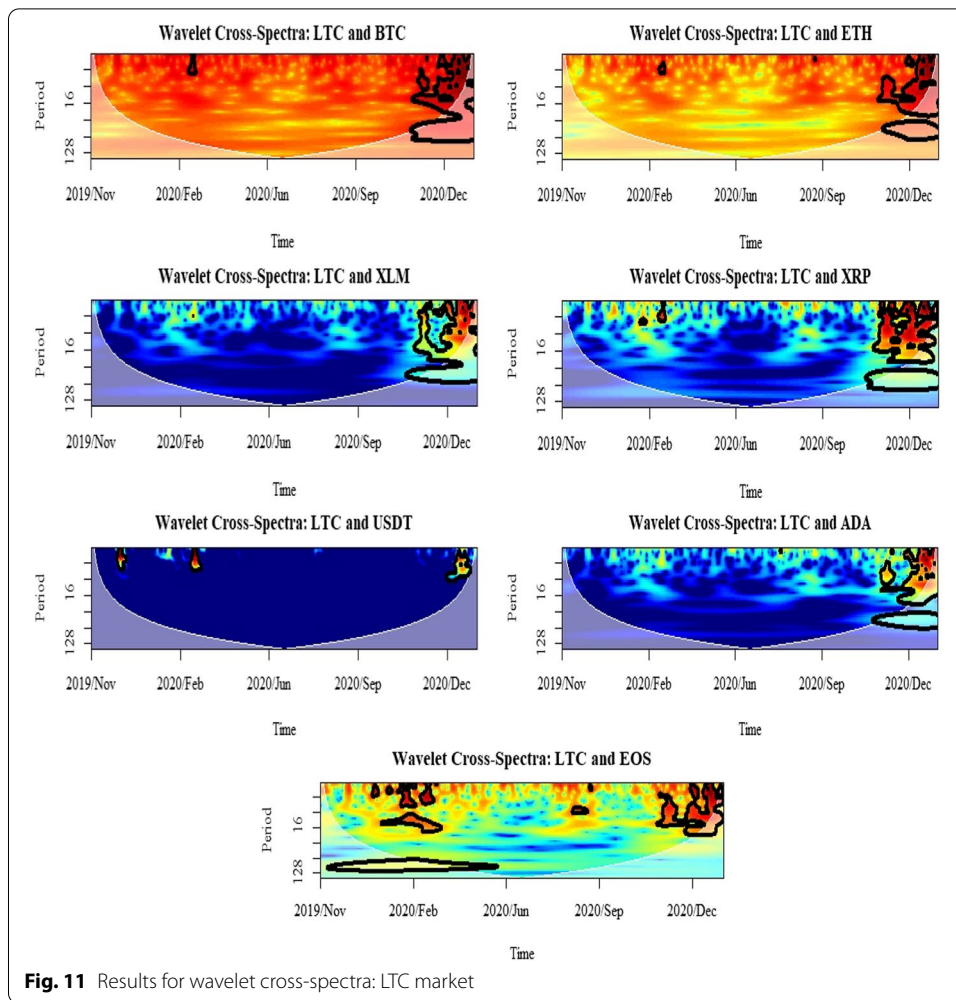 Wavelet Cross-Spectra: LTC and BTC
Period
16
128
2019/Nov 2020/Feb 2020/Jun 2020/Sep 2020/Dec
Time
Wavelet Cross-Spectra: LTC and ETH
Period
16
128
2019/Nov 2020/Feb 2020/Jun 2020/Sep 2020/Dec
Time
Wavelet Cross-Spectra: LTC and XLM
Period
16
128
2019/Nov 2020/Feb 2020/Jun 2020/Sep 2020/Dec
Time
Wavelet Cross-Spectra: LTC and XRP
Period
16
128
2019/Nov 2020/Feb 2020/Jun 2020/Sep 2020/Dec
Time
Wavelet Cross-Spectra: LTC and USDT
Period
16
128
2019/Nov 2020/Feb 2020/Jun 2020/Sep 2020/Dec
Time
Wavelet Cross-Spectra: LTC and ADA
Period
16
128
2019/Nov 2020/Feb 2020/Jun 2020/Sep 2020/Dec
Time
Wavelet Cross-Spectra: LTC and EOS
Period
16
128
2019/Nov 2020/Feb 2020/Jun 2020/Sep 2020/Dec
Time
Fig. 11 Results for wavelet cross-spectra: LTC market